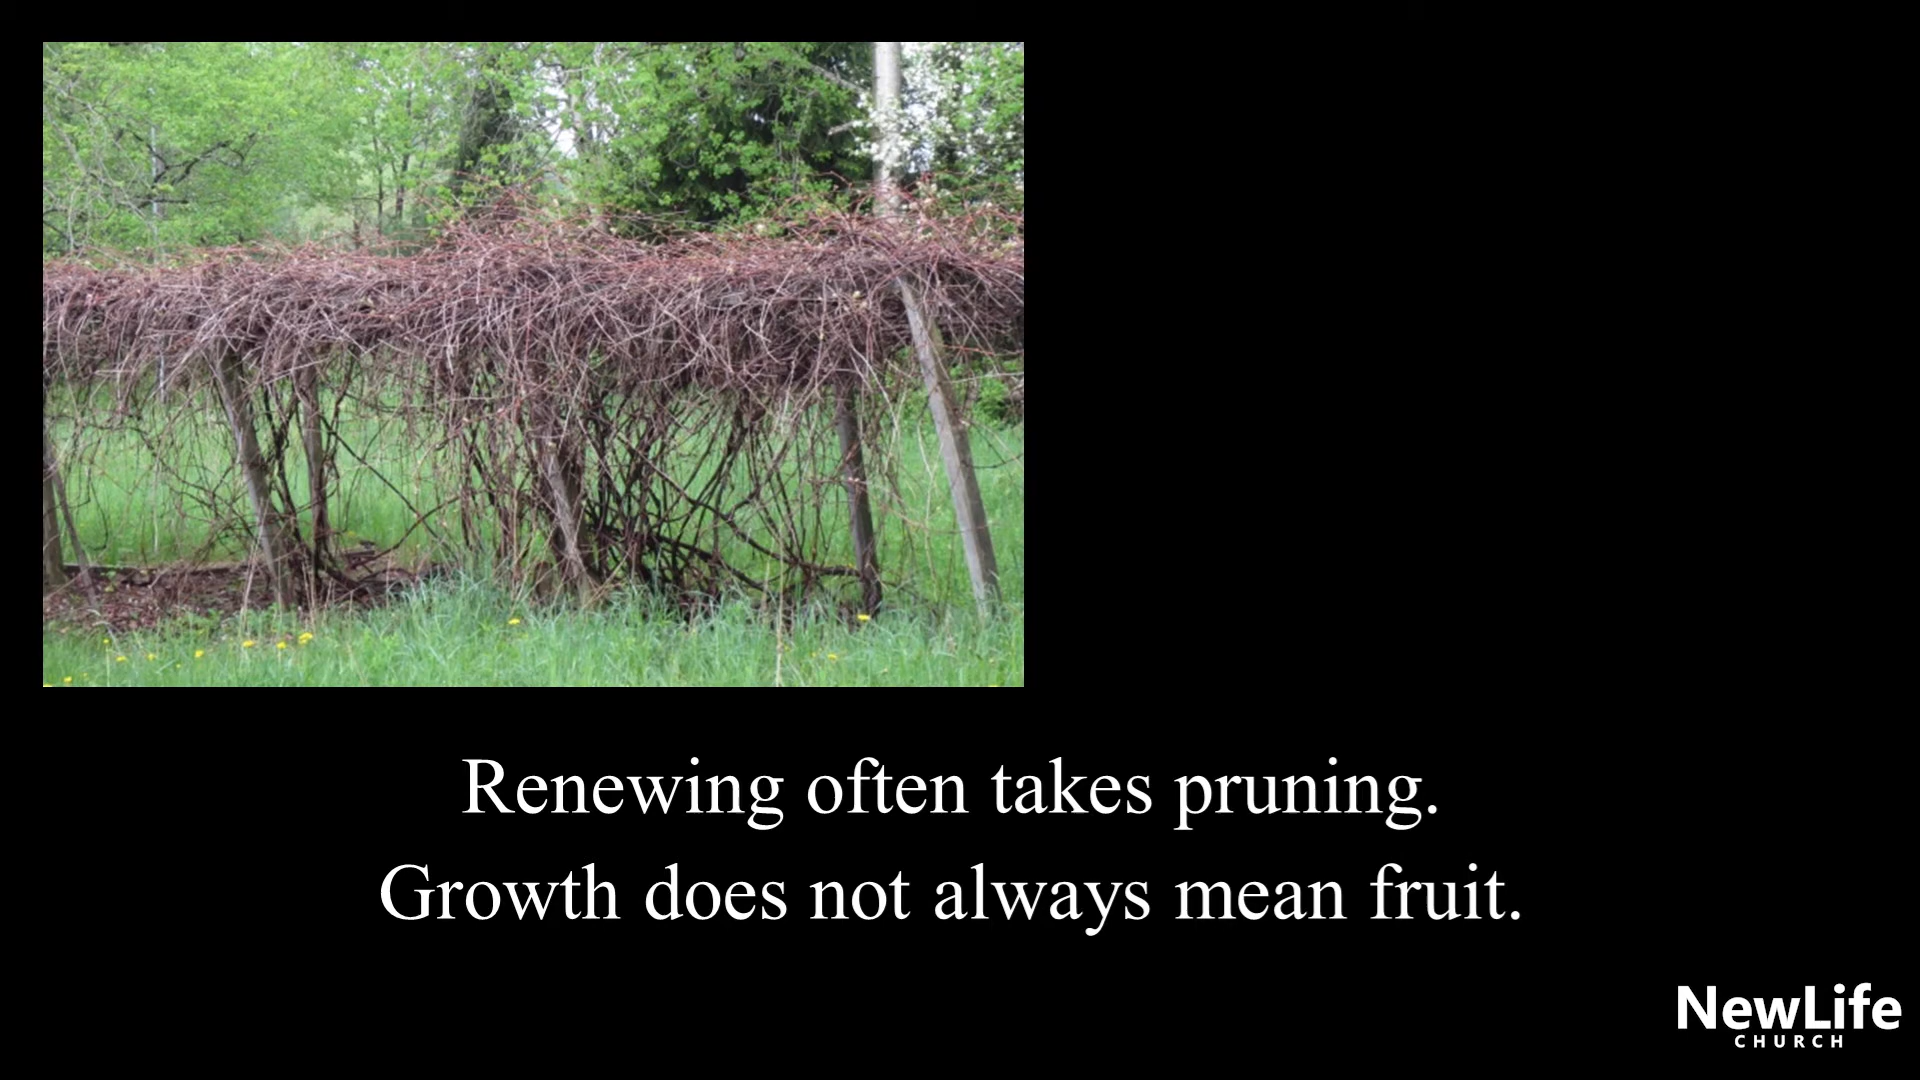 Renewing often takes pruning.
Growth does not always mean fruit.
NewLife
CHURCH